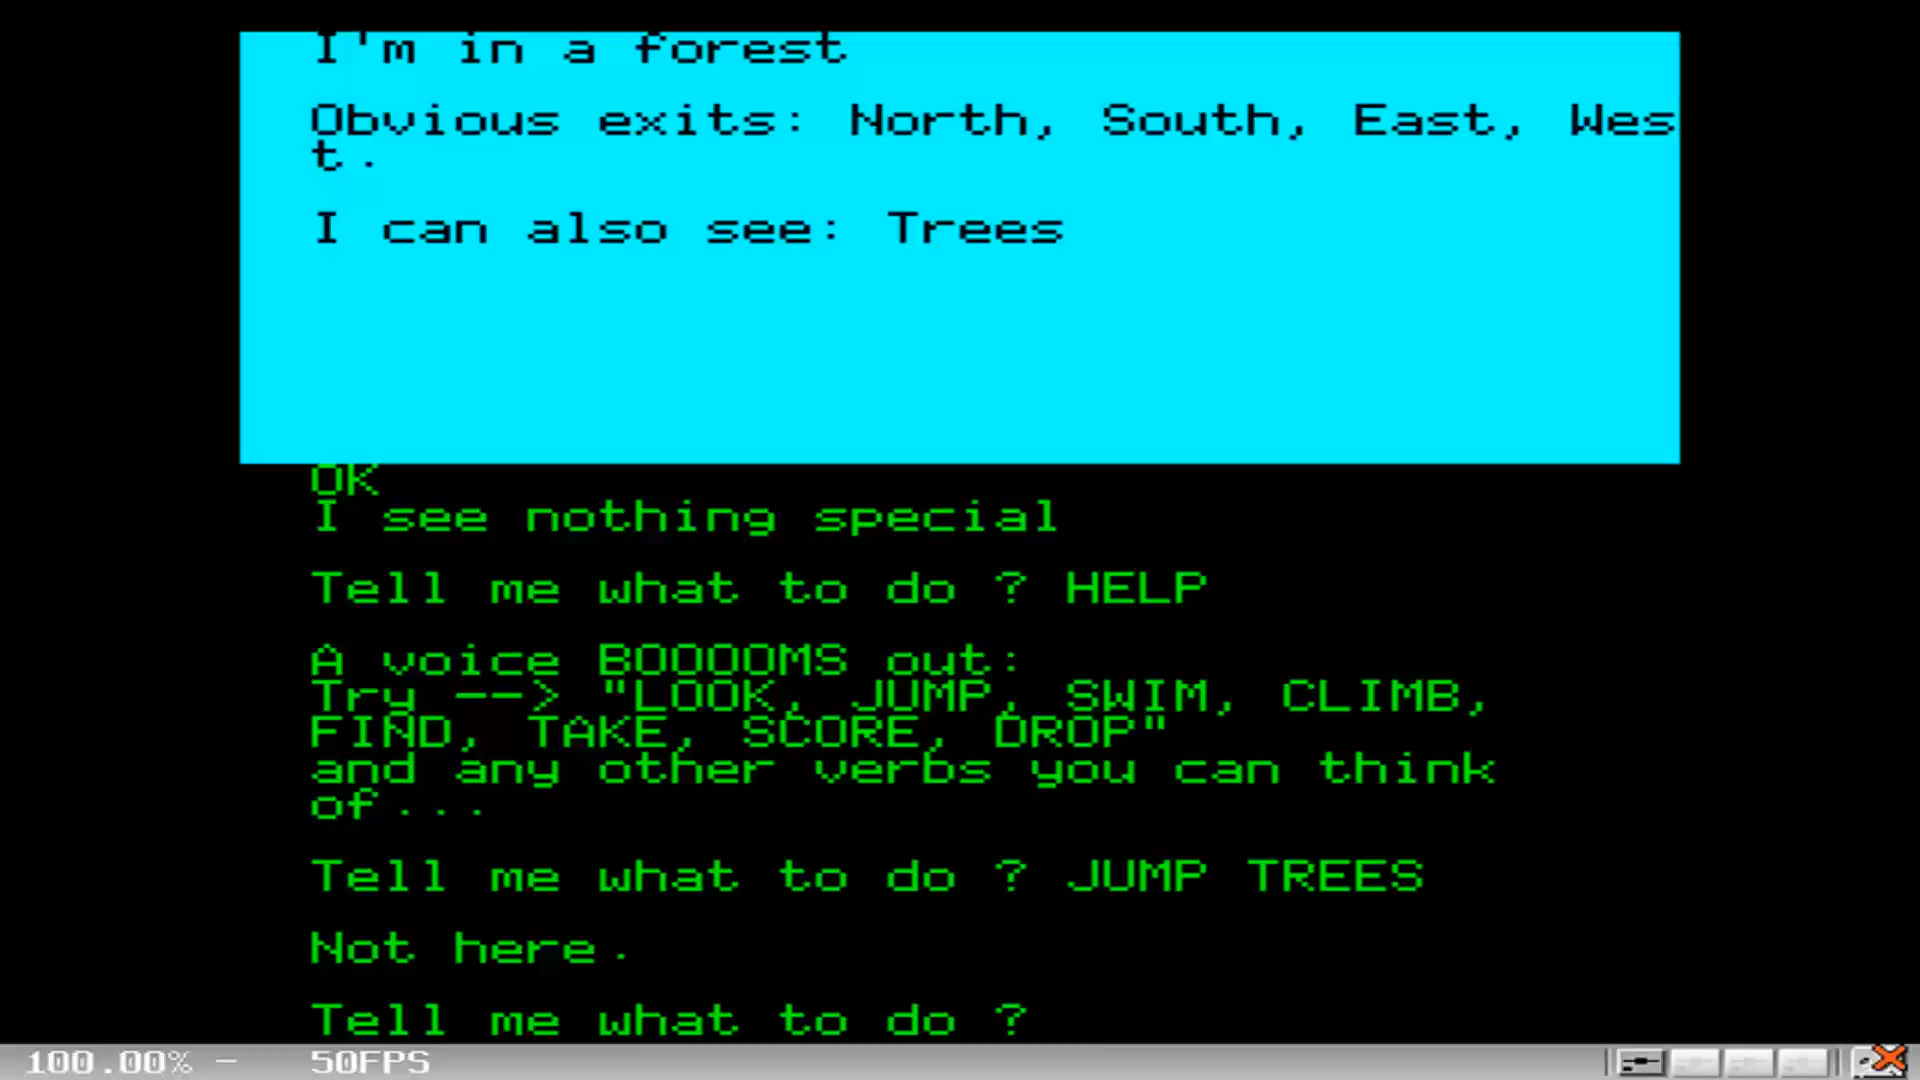 I'm in a forest
Obvious exits: North, South, East, Wes
t.
I can also see: Trees
OK
I see nothing special
Tell me what to do ? HELP
A voice BOOOOMS out:
Try --> "LOOK, JUMP, SWIM, CLIMB,
FIND, TAKE, SCORE, DROP"
and any other verbs you can think
of...
Tell me what to do ? JUMP TREES
Not here.
Tell me what to do ?
100.00% - 50FPS